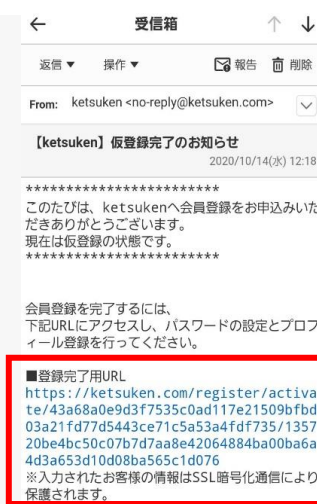 受信箱
返信▼ 操作▼ 報告 削除
From: ketsuken <no-reply@ketsuken.com>
【ketsuken】仮登録完了のお知らせ
2020/10/14(水) 12:18
************************
このたびは、ketsukenへ会員登録をお申込みいた
だきありがとうございます。
現在は仮登録の状態です。
************************
会員登録を完了するには、
下記URLにアクセスし、パスワードの設定とプロフ
ィール登録を行ってください。
■登録完了用URL
https://ketsuken.com/register/activa
te/43a68a0e9d3f7535c0ad117e21509bfbd
03a21fd77d5443ce71c5a53a4fdf735/1357
20be4bc50c07b7d7aa8e42064884ba00ba6a
4d3a653d10d08ba565c1d076
※入力されたお客様の情報はSSL暗号化通信により
保護されます。